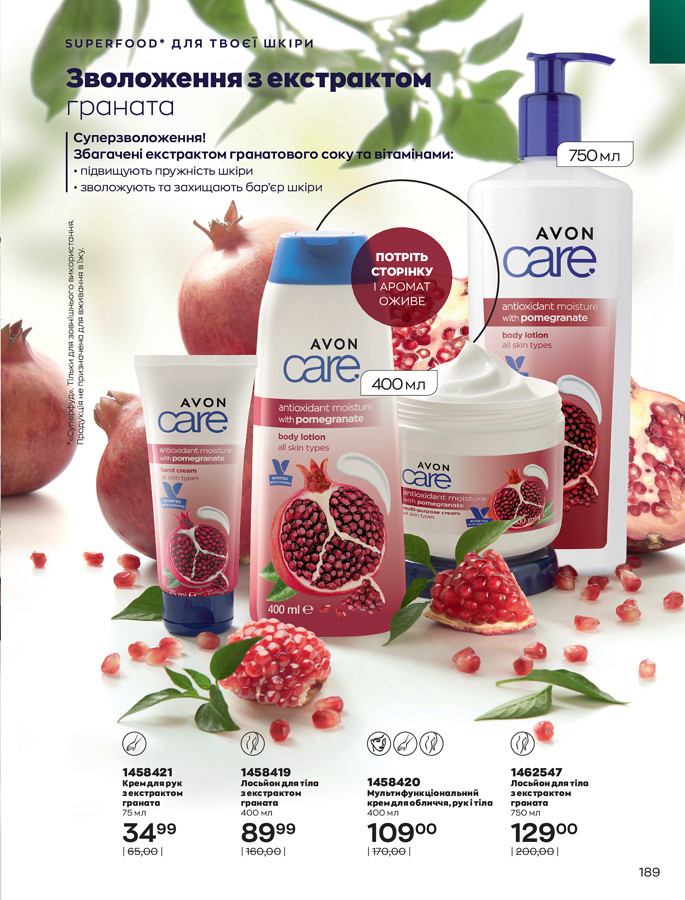 SUPERFOOD* ДЛЯ ТВОЄЇ ШКІРИ
Зволоження з екстрактом
граната
Суперзволоження!
Збагачені екстрактом гранатового соку та вітамінами:
• підвищують пружність шкіри
• зволожують та захищають бар'єр шкіри
*«Суперфуд». Тільки для зовнішнього використання.
Продукція не призначена для вживання в їжу.
750 мл
ПОТРІТЬ
СТОРІНКУ
І АРОМАТ
ОЖИВЕ
400 мл
AVON
care
antioxidant moisture
with pomegranate
hand cream
all skin types
75 ml e
AVON
care
antioxidant moisture
with pomegranate
body lotion
all skin types
400 ml e
AVON
care
antioxidant moisture
with pomegranate
multi-purpose cream
all skin types
400 ml e
AVON
care
antioxidant moisture
with pomegranate
body lotion
all skin types
1458421
Крем для рук
з екстрактом
граната
75 мл
34 99
| 65,00 |
1458419
Лосьйон для тіла
з екстрактом
граната
400 мл
89 99
| 160,00 |
1458420
Мультифункціональний
крем для обличчя, рук і тіла
400 мл
109 00
| 170,00 |
1462547
Лосьйон для тіла
з екстрактом
граната
750 мл
129 00
| 200,00 |
189